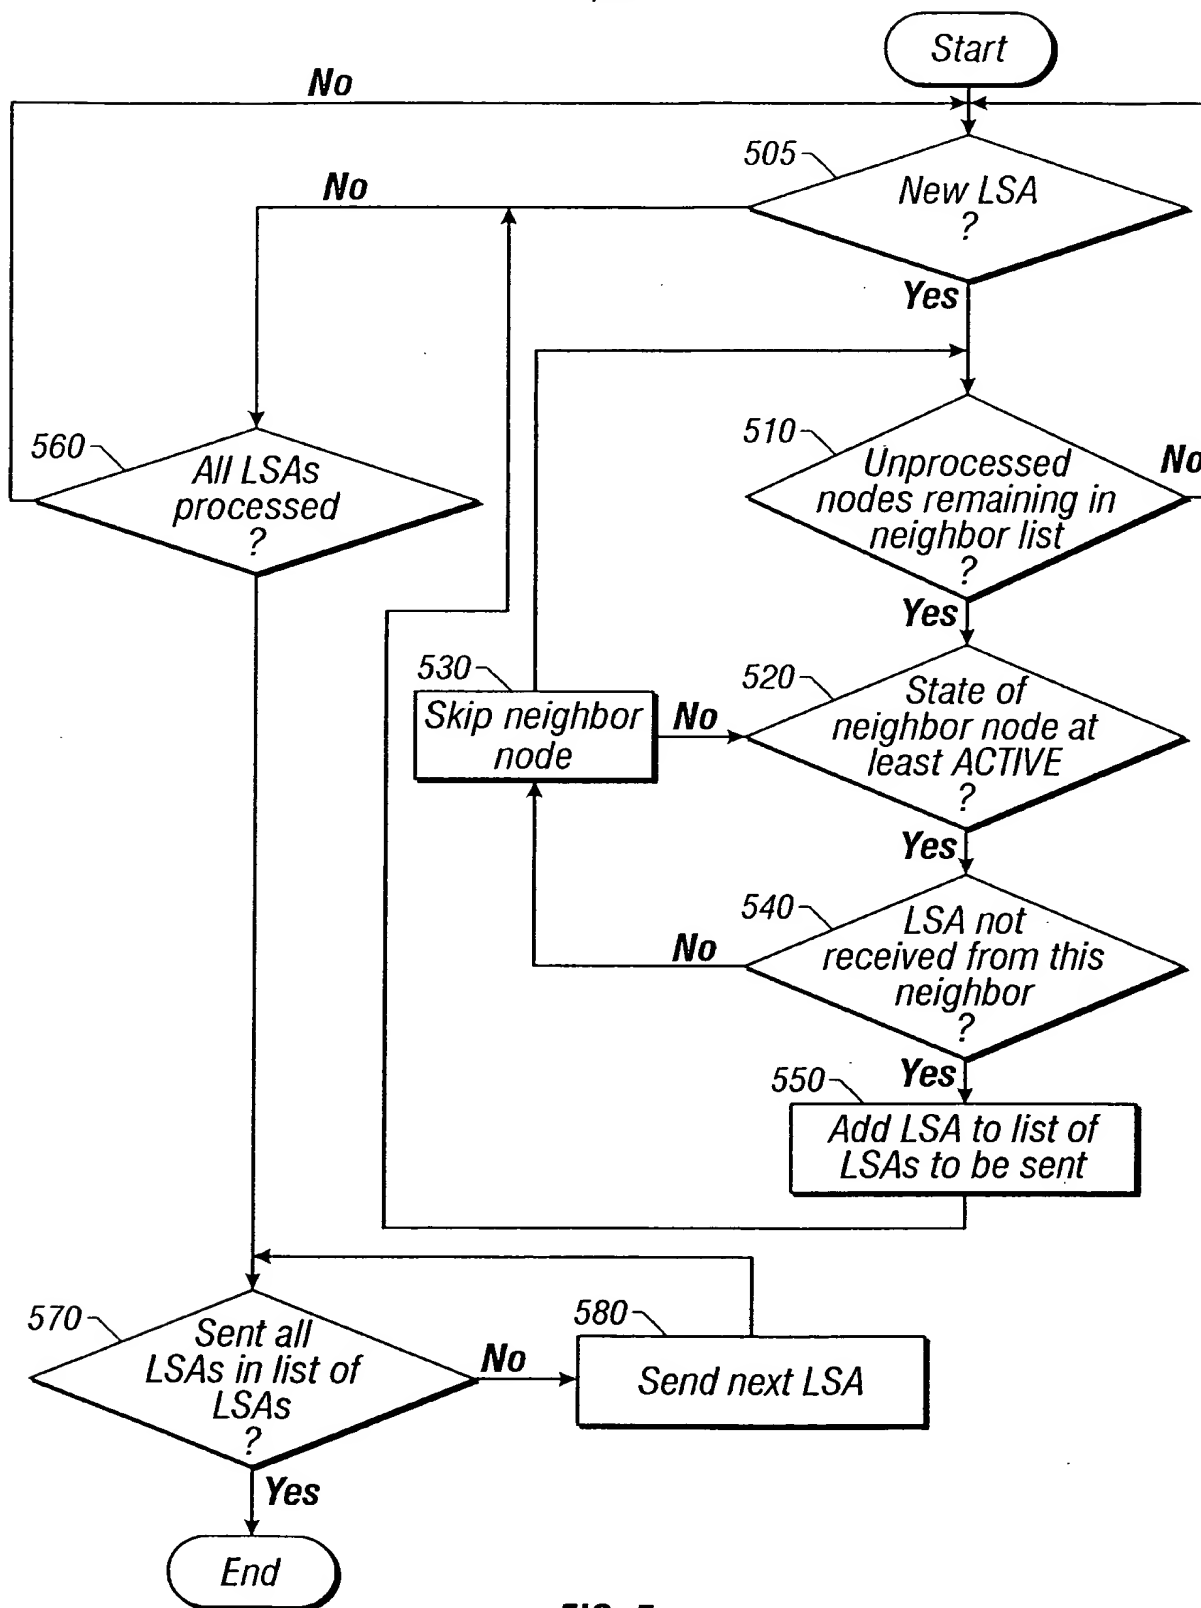 Start
No
505
New LSA
?
No
Yes
560
All LSAs
processed
?
510
Unprocessed
nodes remaining in
neighbor list
?
No
Yes
530
Skip neighbor
node
No
520
State of
neighbor node at
least ACTIVE
?
Yes
540
LSA not
received from this
neighbor
?
No
Yes
550
Add LSA to list of
LSAs to be sent
570
Sent all
LSAs in list of
LSAs
?
No
580
Send next LSA
Yes
End